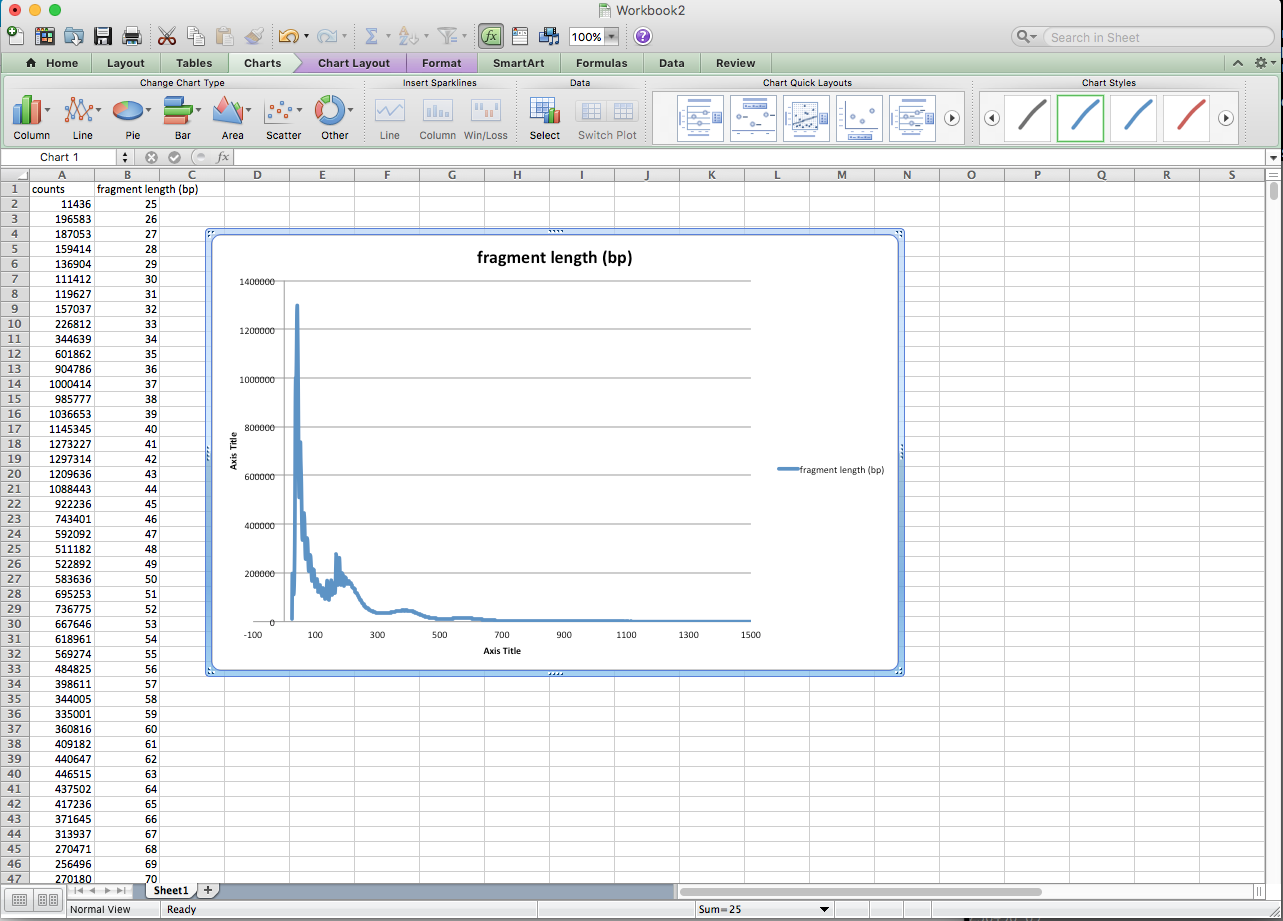 Workbook2
100%
Search in Sheet
Home Layout Tables Charts Chart Layout Format SmartArt Formulas Data Review
Change Chart Type Insert Sparklines Data Chart Quick Layouts Chart Styles
Column Line Pie Bar Area Scatter Other Line Column Win/Loss Select Switch Plot
Chart 1 fx
A B C D E F G H I J K L M N O P Q R S
1 counts fragment length (bp)
2 11436 25
3 196583 26
4 187053 27
5 159414 28
6 136904 29
7 111412 30
8 119627 31
9 157037 32
10 226812 33
11 344639 34
12 601862 35
13 904786 36
14 1000414 37
15 985777 38
16 1036653 39
17 1145345 40
18 1273227 41
19 1297314 42
20 1209636 43
21 1088443 44
22 922236 45
23 743401 46
24 592092 47
25 511182 48
26 522892 49
27 583636 50
28 695253 51
29 736775 52
30 667646 53
31 618961 54
32 569274 55
33 484825 56
34 398611 57
35 344005 58
36 335001 59
37 360816 60
38 409182 61
39 440647 62
40 446515 63
41 437502 64
42 417236 65
43 371645 66
44 313937 67
45 270471 68
46 256496 69
47 270180 70
fragment length (bp)
1400000
1200000
1000000
800000
600000
400000
200000
0
Axis Title
-100 100 300 500 700 900 1100 1300 1500
Axis Title
fragment length (bp)
Sheet1
Normal View Ready Sum=25